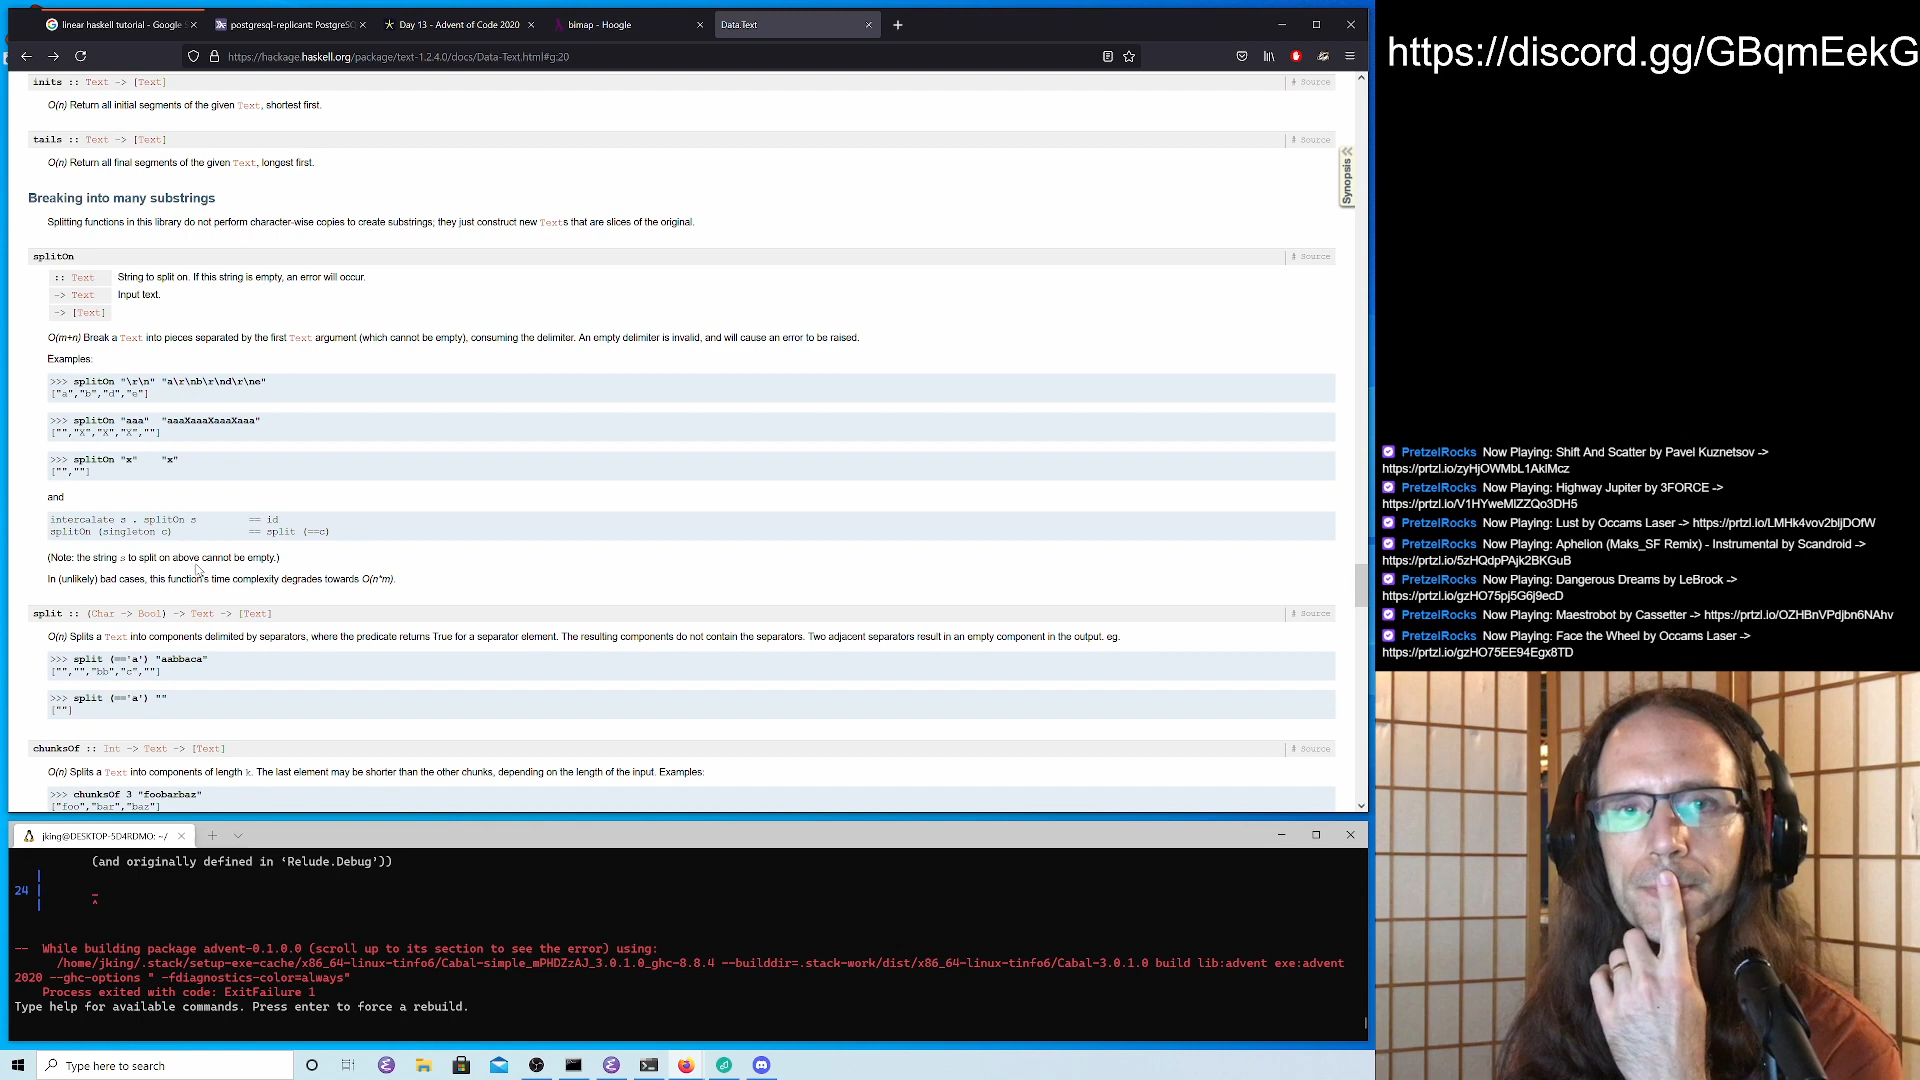 linear haskell tutorial - Google
postgresql-replicant: PostgreSQ
Day 13 - Advent of Code 2020
bimap - Hoogle
Data.Text
https://hackage.haskell.org/package/text-1.2.4.0/docs/Data-Text.html#g:20
https://discord.gg/GBqmEekG
inits :: Text -> [Text]
# Source
O(n) Return all initial segments of the given Text, shortest first.
tails :: Text -> [Text]
# Source
O(n) Return all final segments of the given Text, longest first.
Synopsis
Breaking into many substrings
Splitting functions in this library do not perform character-wise copies to create substrings; they just construct new Texts that are slices of the original.
splitOn
# Source
:: Text String to split on. If this string is empty, an error will occur.
-> Text Input text.
-> [Text]
O(m+n) Break a Text into pieces separated by the first Text argument (which cannot be empty), consuming the delimiter. An empty delimiter is invalid, and will cause an error to be raised.
Examples:
>>> splitOn "\r\n" "a\r\nb\r\nd\r\ne"
["a","b","d","e"]
>>> splitOn "aaa" "aaaXaaaXaaaXaaa"
["","X","X","X",""]
>>> splitOn "x" "x"
["",""]
and
intercalate s . splitOn s == id
splitOn (singleton c) == split (==c)
(Note: the string s to split on above cannot be empty.)
In (unlikely) bad cases, this function's time complexity degrades towards O(n*m).
split :: (Char -> Bool) -> Text -> [Text]
# Source
O(n) Splits a Text into components delimited by separators, where the predicate returns True for a separator element. The resulting components do not contain the separators. Two adjacent separators result in an empty component in the output. eg.
>>> split (=='a') "aabbaca"
["","","bb","c",""]
>>> split (=='a') ""
[""]
chunksOf :: Int -> Text -> [Text]
# Source
O(n) Splits a Text into components of length k. The last element may be shorter than the other chunks, depending on the length of the input. Examples:
>>> chunksOf 3 "foobarbaz"
["foo","bar","baz"]
PretzelRocks Now Playing: Shift And Scatter by Pavel Kuznetsov ->
https://prtzl.io/zyHjOWMbL1AklMcz
PretzelRocks Now Playing: Highway Jupiter by 3FORCE ->
https://prtzl.io/V1HYweMlZZQo3DH5
PretzelRocks Now Playing: Lust by Occams Laser -> https://prtzl.io/LMHk4vov2bljDOfW
PretzelRocks Now Playing: Aphelion (Maks_SF Remix) - Instrumental by Scandroid ->
https://prtzl.io/5zHQdpPAjk2BKGuB
PretzelRocks Now Playing: Dangerous Dreams by LeBrock ->
https://prtzl.io/gzHO75pj5G6j9ecD
PretzelRocks Now Playing: Maestrobot by Cassetter -> https://prtzl.io/OZHBnVPdjbn6NAhv
PretzelRocks Now Playing: Face the Wheel by Occams Laser ->
https://prtzl.io/gzHO75EE94Egx8TD
jking@DESKTOP-5D4RDMO: ~/
(and originally defined in ‘Relude.Debug’))
|
24 | _
| ^
-- While building package advent-0.1.0.0 (scroll up to its section to see the error) using:
/home/jking/.stack/setup-exe-cache/x86_64-linux-tinfo6/Cabal-simple_mPHDZzAJ_3.0.1.0_ghc-8.8.4 --builddir=.stack-work/dist/x86_64-linux-tinfo6/Cabal-3.0.1.0 build lib:advent exe:advent
2020 --ghc-options " -fdiagnostics-color=always"
Process exited with code: ExitFailure 1
Type help for available commands. Press enter to force a rebuild.
Type here to search